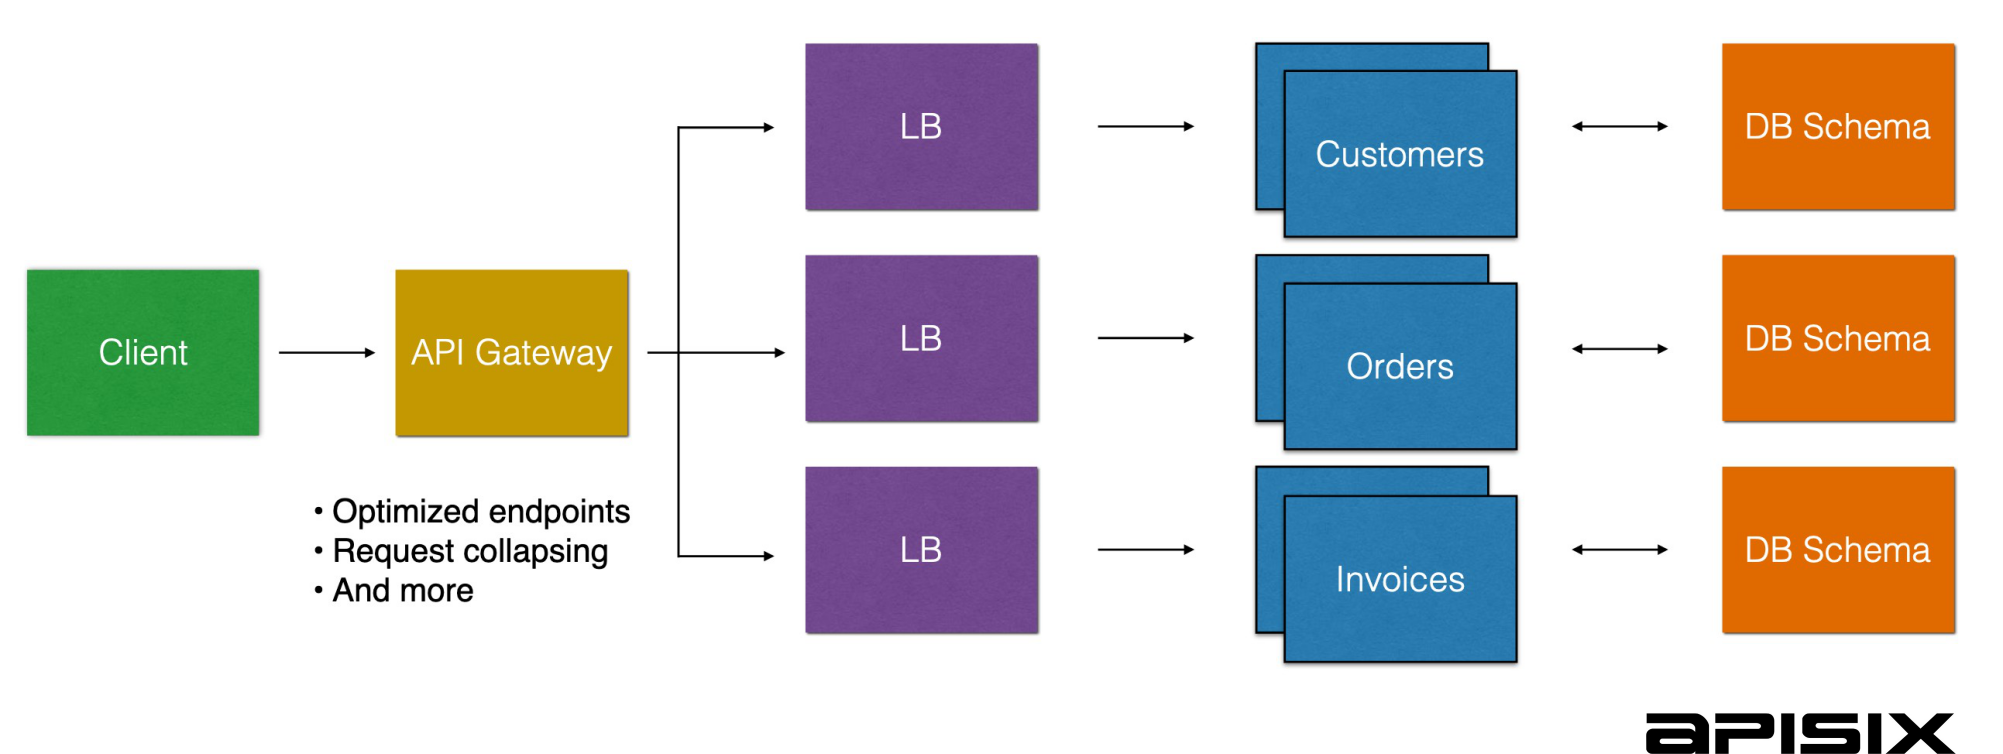 Client
API Gateway
• Optimized endpoints
• Request collapsing
• And more
LB
Customers
DB Schema
LB
Orders
DB Schema
LB
Invoices
DB Schema
APISIX